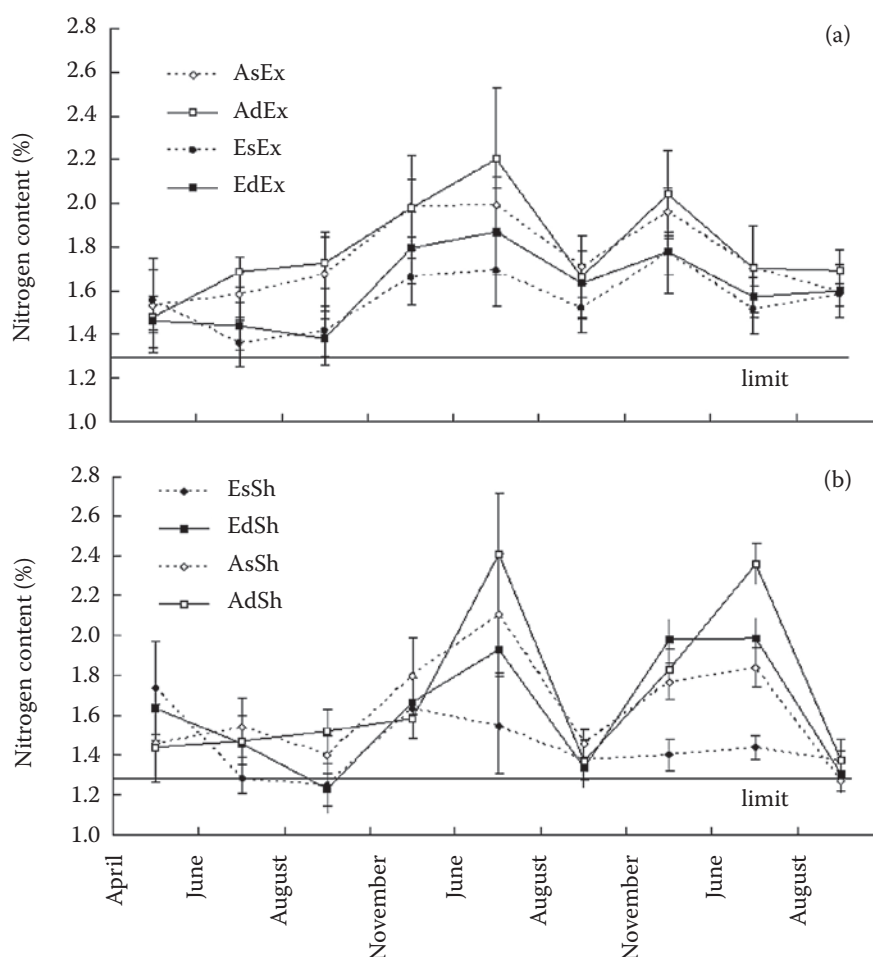 (a)
Nitrogen content (%)
2.8
2.6
2.4
2.2
2.0
1.8
1.6
1.4
1.2
1.0
AsEx
AdEx
EsEx
EdEx
limit
(b)
Nitrogen content (%)
2.8
2.6
2.4
2.2
2.0
1.8
1.6
1.4
1.2
1.0
EsSh
EdSh
AsSh
AdSh
limit
April
June
August
November
June
August
November
June
August